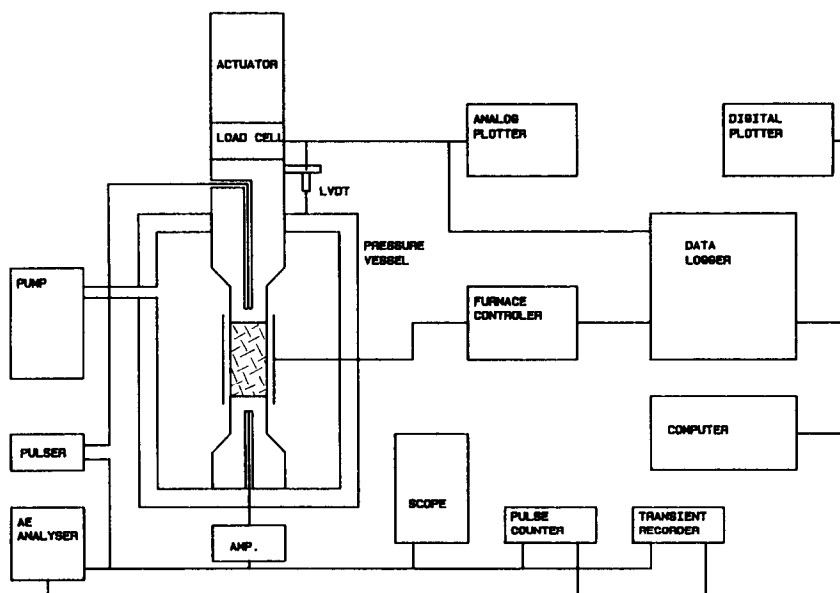 ACTUATOR
LOAD CELL
ANALOG
PLOTTER
DIGITAL
PLOTTER
LVDT
PRESSURE
VESSEL
DATA
LOGGER
PUMP
FURNACE
CONTROLER
COMPUTER
PULSER
SCOPE
AE
ANALYSER
AMP.
PULSE
COUNTER
TRANSIENT
RECORDER